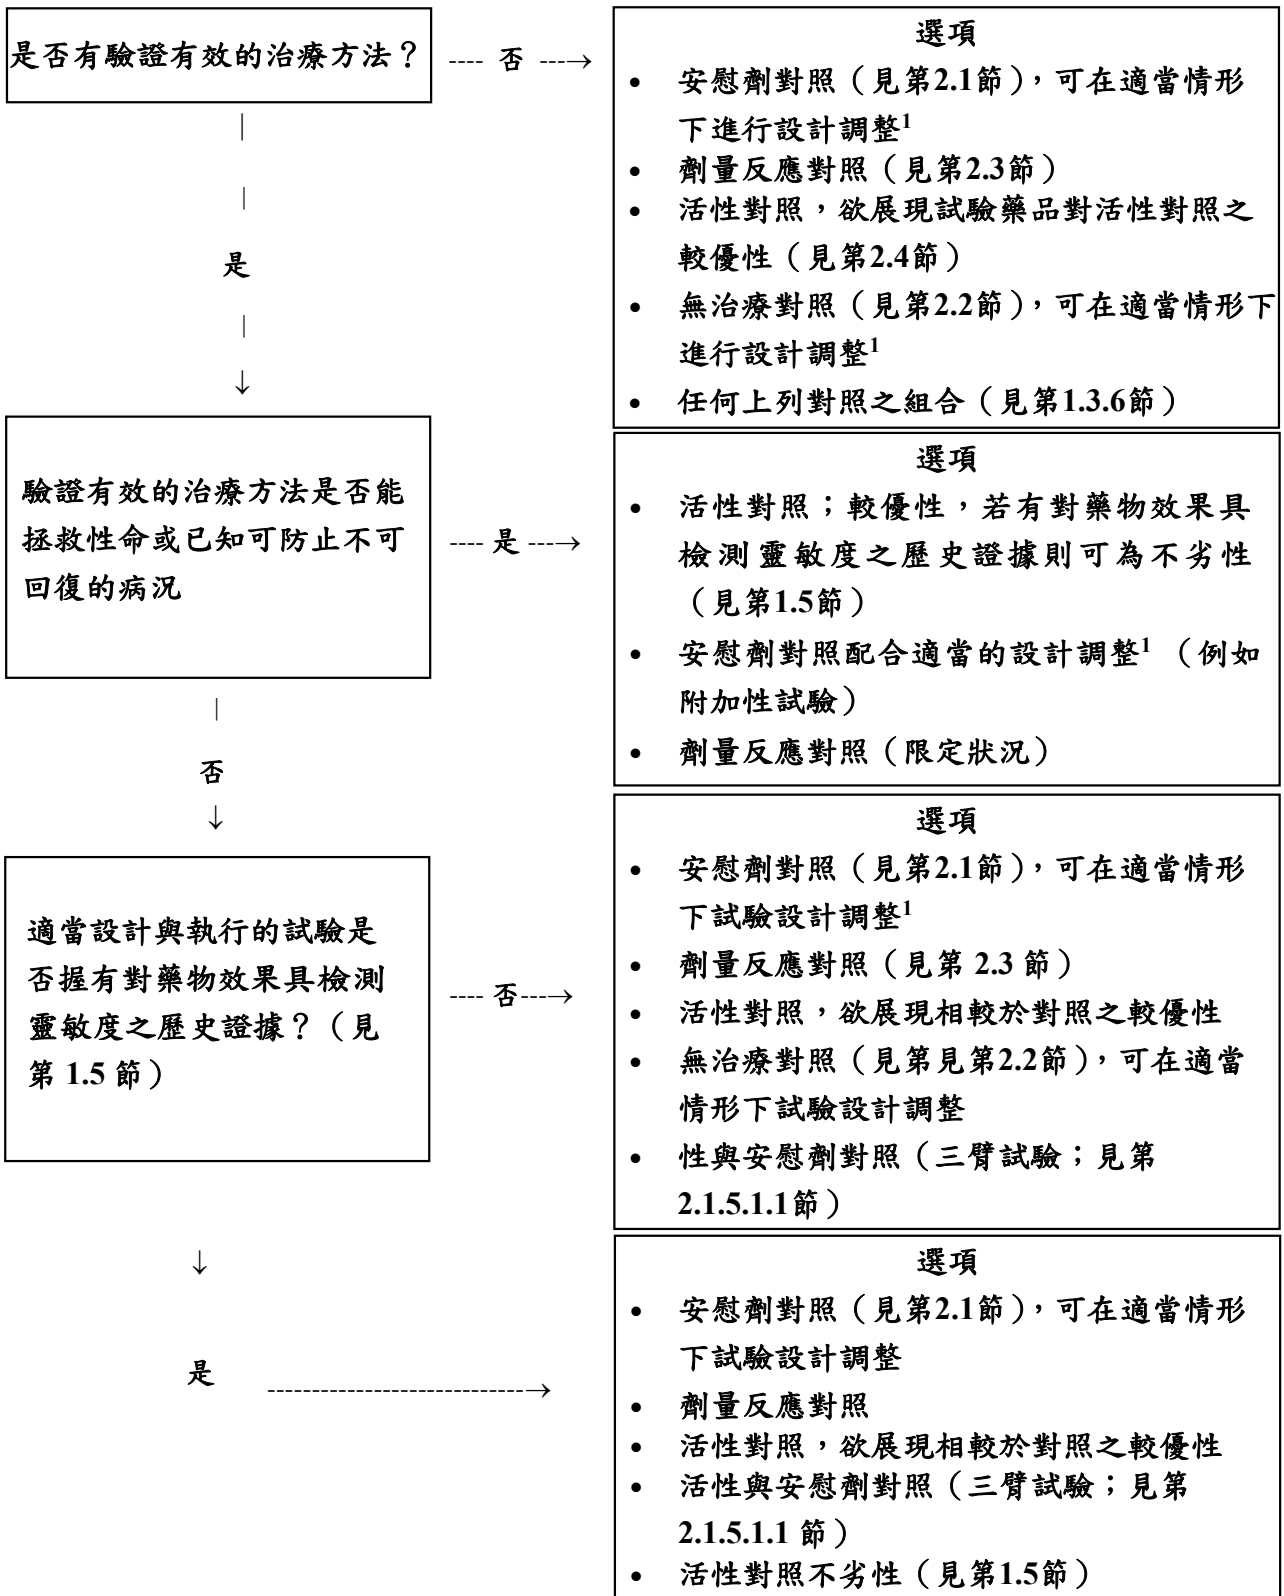 是否有驗證有效的治療方法？
---- 否 ---→
選項
• 安慰劑對照（見第2.1節），可在適當情形
下進行設計調整1
• 劑量反應對照（見第2.3節）
• 活性對照，欲展現試驗藥品對活性對照之
較優性（見第2.4節）
• 無治療對照（見第2.2節），可在適當情形下
進行設計調整1
• 任何上列對照之組合（見第1.3.6節）
|
|
是
|
↓
驗證有效的治療方法是否能
拯救性命或已知可防止不可
回復的病況
---- 是 ---→
選項
• 活性對照；較優性，若有對藥物效果具
檢測靈敏度之歷史證據則可為不劣性
（見第1.5節）
• 安慰劑對照配合適當的設計調整1 （例如
附加性試驗）
• 劑量反應對照（限定狀況）
|
否
↓
適當設計與執行的試驗是
否握有對藥物效果具檢測
靈敏度之歷史證據？（見
第 1.5 節）
---- 否---→
選項
• 安慰劑對照（見第2.1節），可在適當情形
下試驗設計調整1
• 劑量反應對照（見第 2.3 節）
• 活性對照，欲展現相較於對照之較優性
• 無治療對照（見第見第2.2節），可在適當
情形下試驗設計調整
• 性與安慰劑對照（三臂試驗；見第
2.1.5.1.1節）
↓
是
-----------------------------→
選項
• 安慰劑對照（見第2.1節），可在適當情形
下試驗設計調整
• 劑量反應對照
• 活性對照，欲展現相較於對照之較優性
• 活性與安慰劑對照（三臂試驗；見第
2.1.5.1.1 節）
• 活性對照不劣性（見第1.5節）